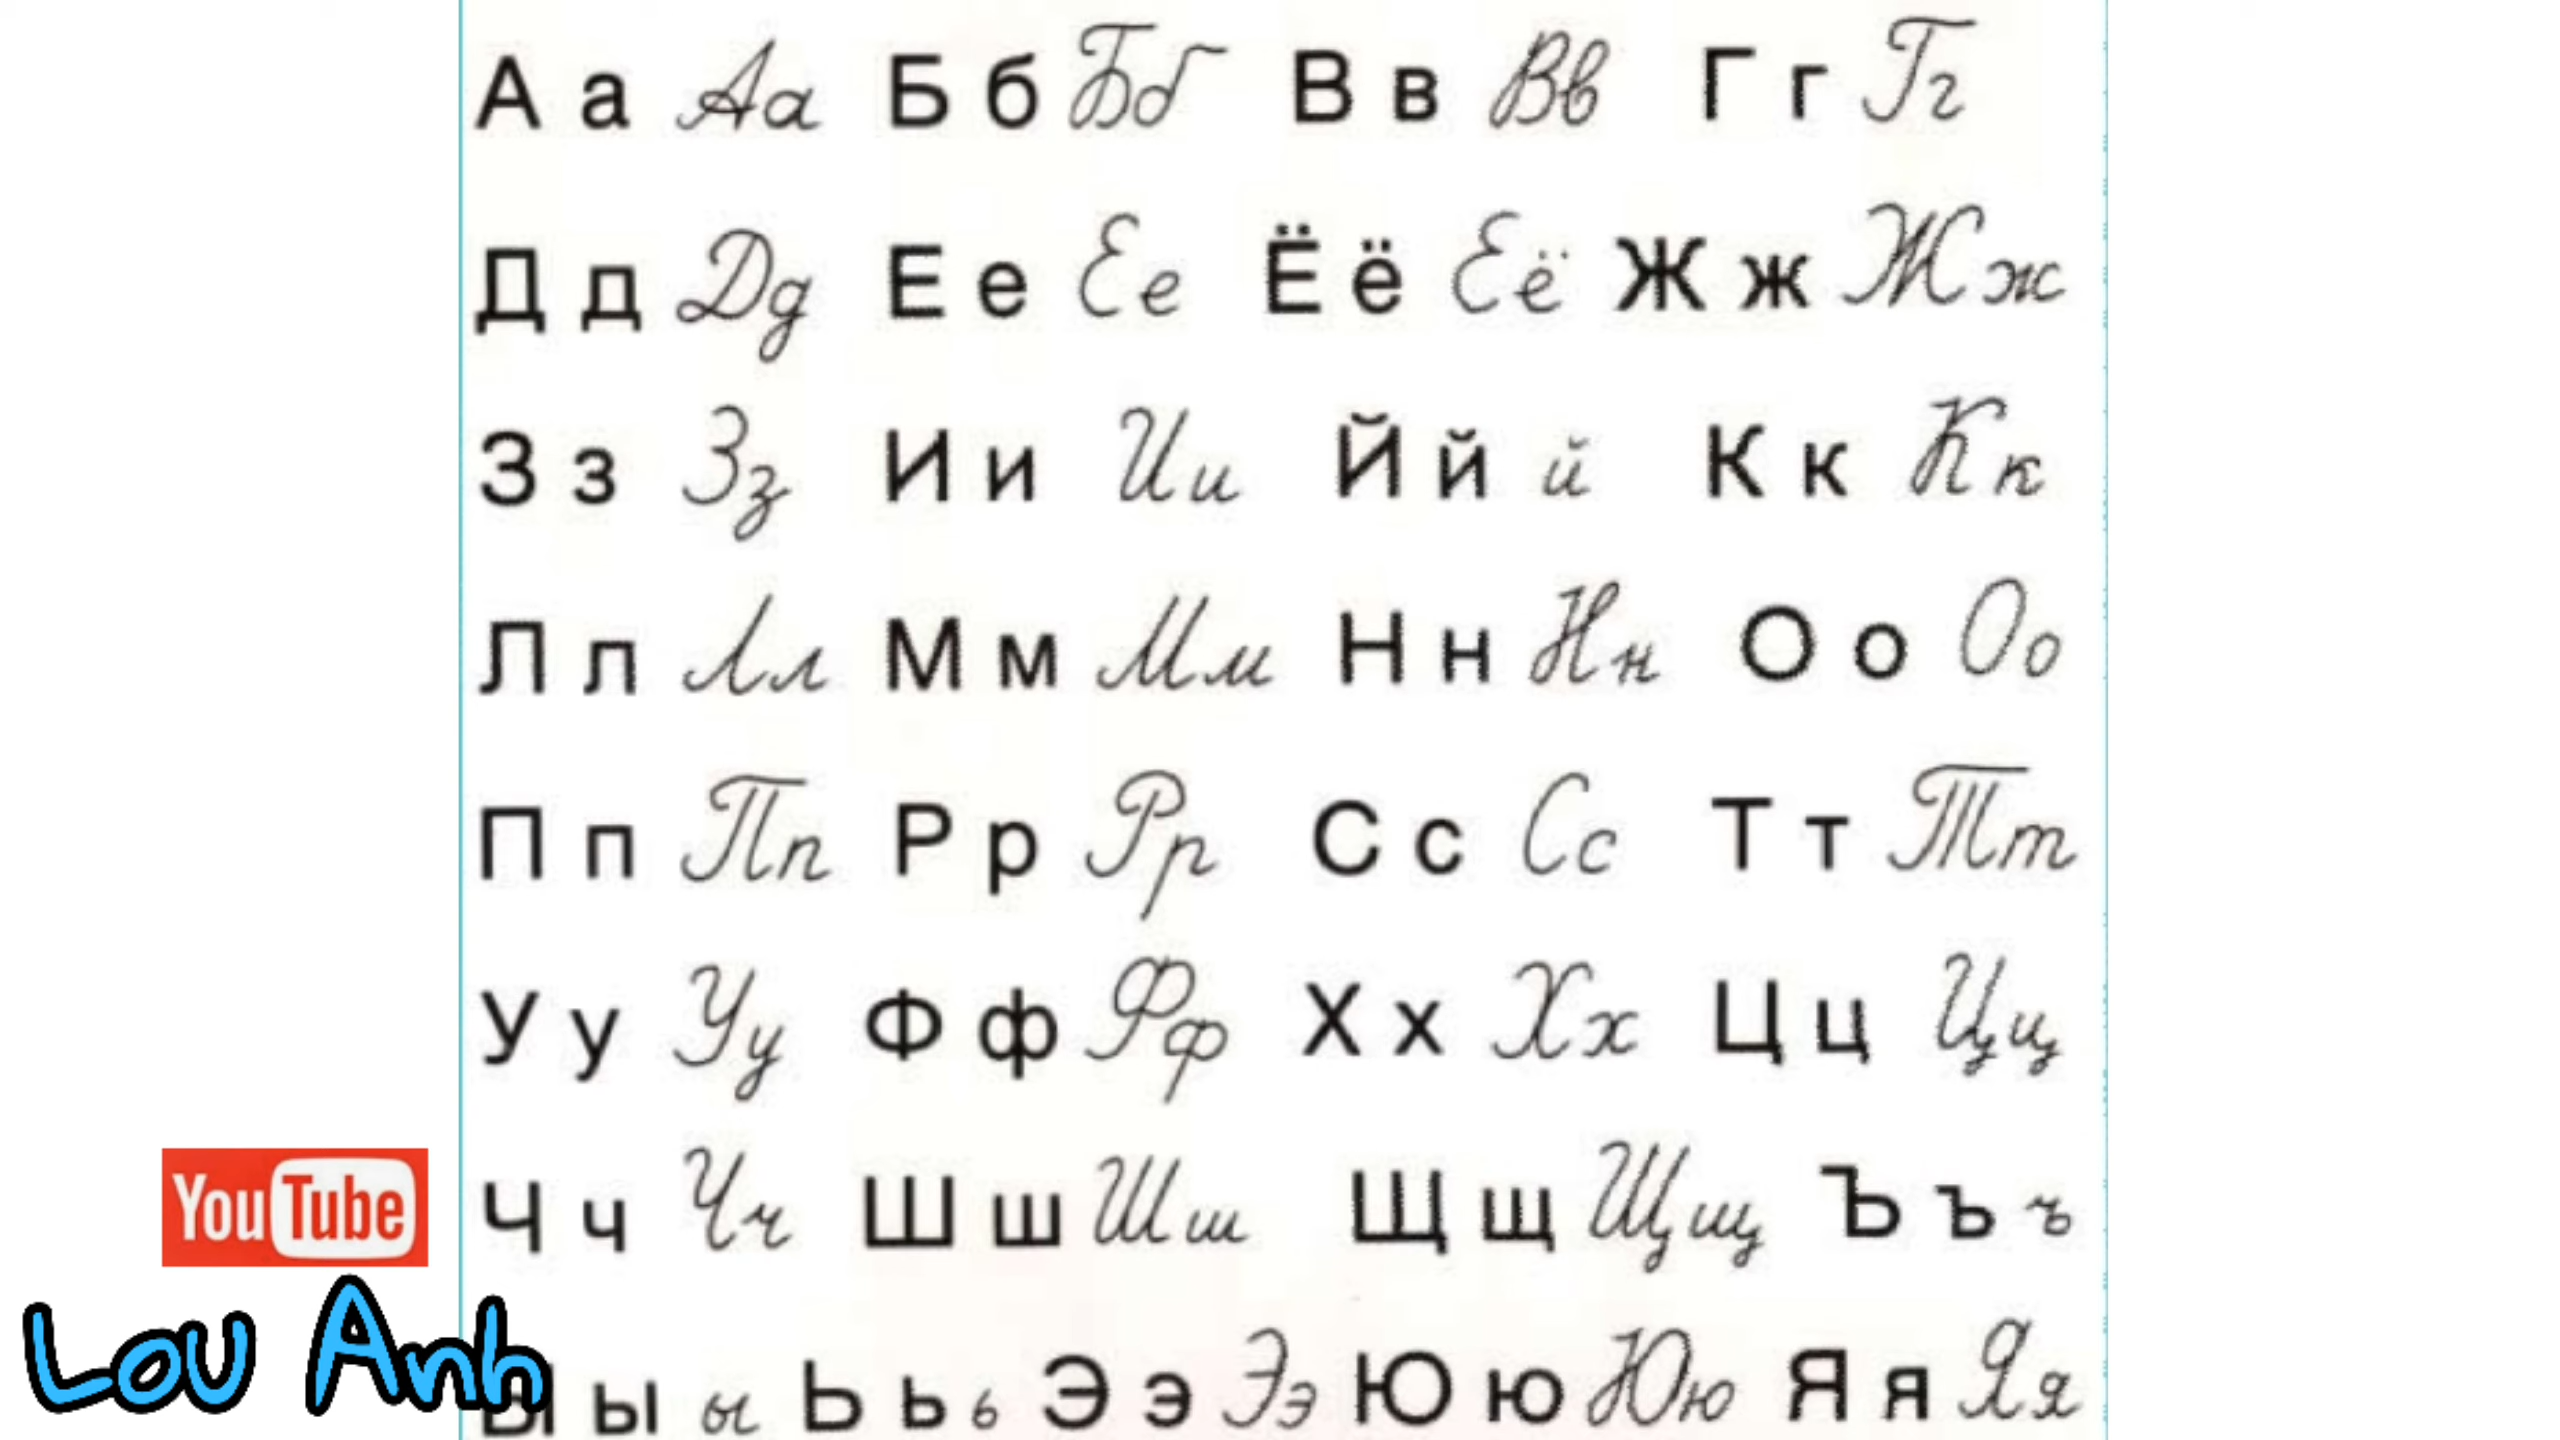 А а Аа Б б Бб В в Вв Г г Гг
Д д Дд Е е Ее Ё ё Её Ж ж Жж
З з Зз И и Ии Й й й К к Кк
Л л Лл М м Мм Н н Нн О о Оо
П п Пп Р р Рр С с Сс Т т Тт
У у Уу Ф ф Фф Х х Хх Ц ц Цц
Ч ч Чч Ш ш Шш Щ щ Щщ Ъ ъ ъ
Ы ы ы Ь ь ь Э э Ээ Ю ю Юю Я я Яя
YouTube
Lou Anh